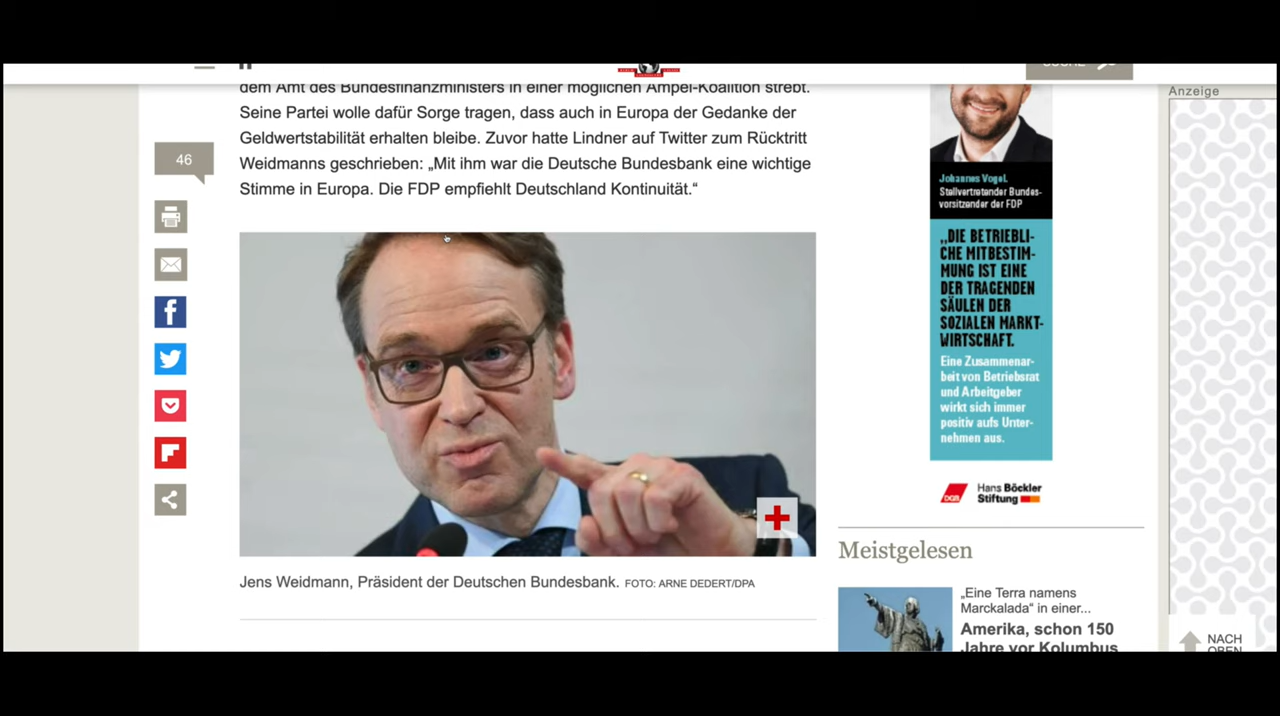 dem Amt des Bundesfinanzministers in einer möglichen Ampel-Koalition strebt.
Seine Partei wolle dafür Sorge tragen, dass auch in Europa der Gedanke der
Geldwertstabilität erhalten bleibe. Zuvor hatte Lindner auf Twitter zum Rücktritt
Weidmanns geschrieben: „Mit ihm war die Deutsche Bundesbank eine wichtige
Stimme in Europa. Die FDP empfiehlt Deutschland Kontinuität.“
46
Jens Weidmann, Präsident der Deutschen Bundesbank. FOTO: ARNE DEDERT/DPA
SUCHE
Johannes Vogel,
Stellvertretender Bundes-
vorsitzender der FDP
„DIE BETRIEBLI-
CHE MITBESTIM-
MUNG IST EINE
DER TRAGENDEN
SÄULEN DER
SOZIALEN MARKT-
WIRTSCHAFT.
Eine Zusammenar-
beit von Betriebsrat
und Arbeitgeber
wirkt sich immer
positiv aufs Unter-
nehmen aus.
DGB
Hans Böckler
Stiftung
Meistgelesen
„Eine Terra namens
Marckalada“ in einer...
Amerika, schon 150
Jahre vor Kolumbus
Anzeige
NACH
OBEN